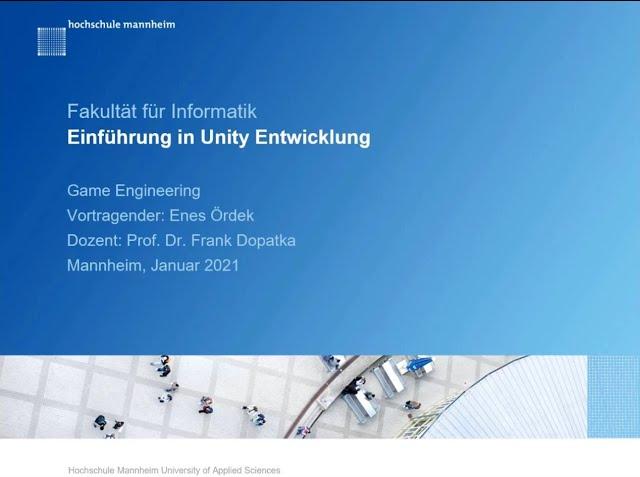 hochschule mannheim
Fakultät für Informatik
Einführung in Unity Entwicklung
Game Engineering
Vortragender: Enes Ördek
Dozent: Prof. Dr. Frank Dopatka
Mannheim, Januar 2021
Hochschule Mannheim University of Applied Sciences